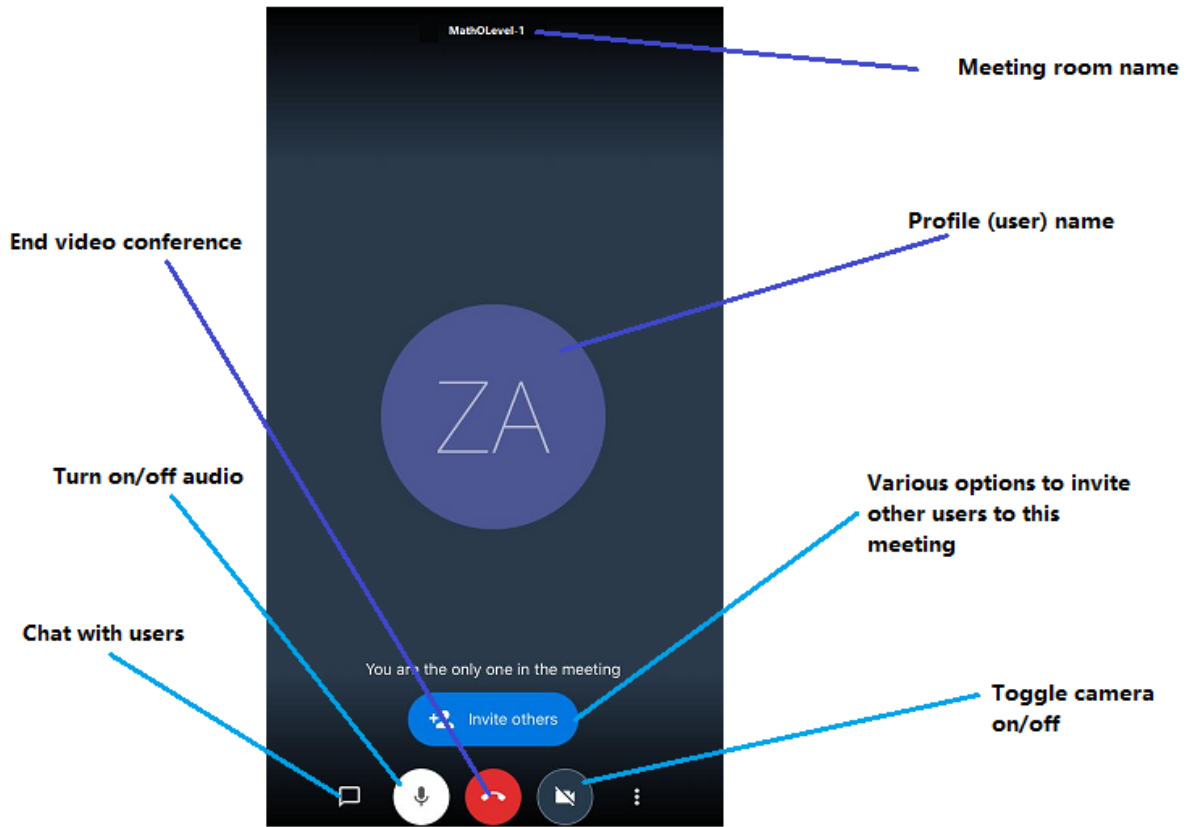 MathOLevel-1
Meeting room name
Profile (user) name
End video conference
ZA
Turn on/off audio
Various options to invite
other users to this
meeting
Chat with users
You are the only one in the meeting
Invite others
Toggle camera
on/off